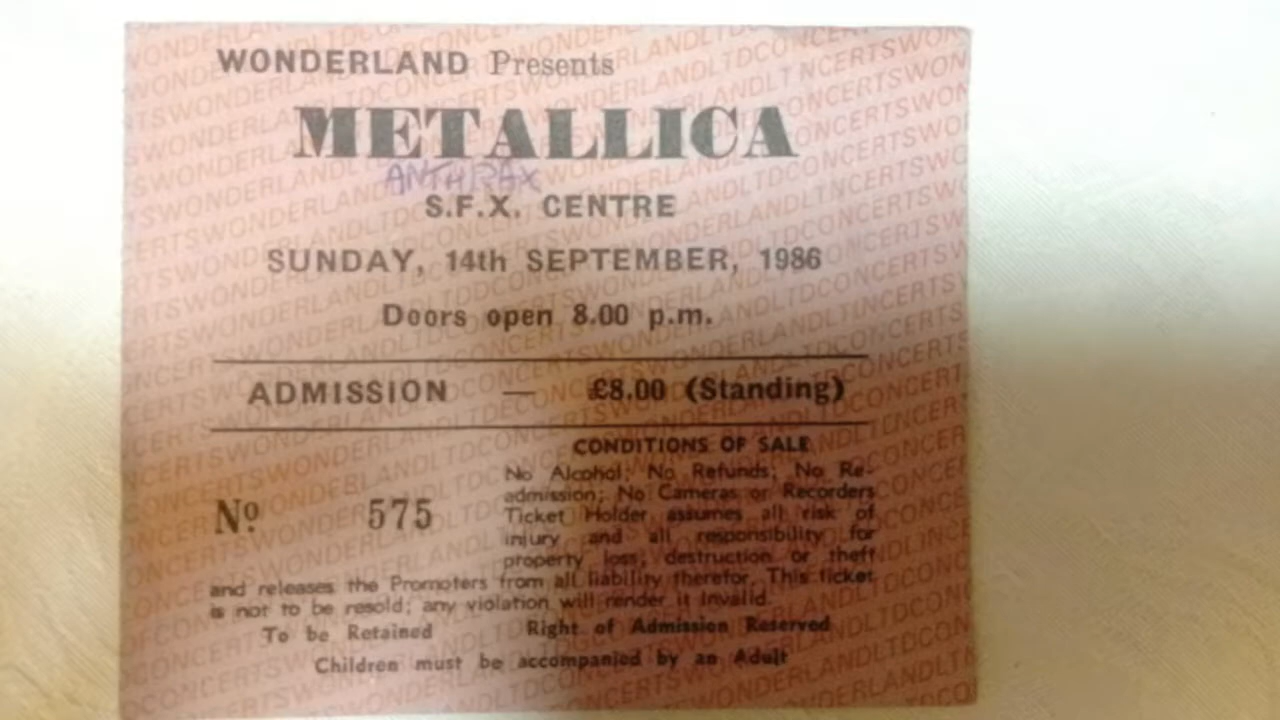 WONDERLAND Presents
METALLICA
ANTHRAX
S.F.X. CENTRE
SUNDAY, 14th SEPTEMBER, 1986
Doors open 8.00 p.m.
ADMISSION — £8.00 (Standing)
CONDITIONS OF SALE
No Alcohol; No Refunds; No Re-
admission; No Cameras or Recorders
Nº 575
Ticket Holder assumes all risk of
injury and all responsibility for
property loss, destruction or theft
and releases the Promoters from all liability therefor. This ticket
is not to be resold; any violation will render it invalid.
To be Retained Right of Admission Reserved
Children must be accompanied by an Adult